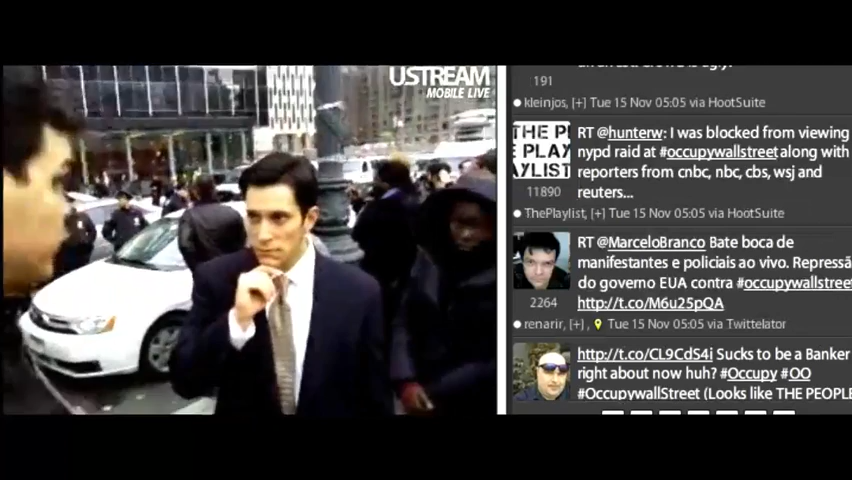 USTREAM
MOBILE LIVE
191
kleinjos, [+] Tue 15 Nov 05:05 via HootSuite
THE P
E PLAY
AYLIST
RT @hunterw: I was blocked from viewing
nypd raid at #occupywallstreet along with
reporters from cnbc, nbc, cbs, wsj and
reuters...
11890
ThePlaylist, [+] Tue 15 Nov 05:05 via HootSuite
RT @MarceloBranco Bate boca de
manifestantes e policiais ao vivo. Repressã
do governo EUA contra #occupywallstreet
http://t.co/M6u25pQA
2264
renarir, [+] , Tue 15 Nov 05:05 via Twittelator
http://t.co/CL9CdS4i Sucks to be a Banker
right about now huh? #Occupy #OO
#OccupywallStreet (Looks like THE PEOPLE